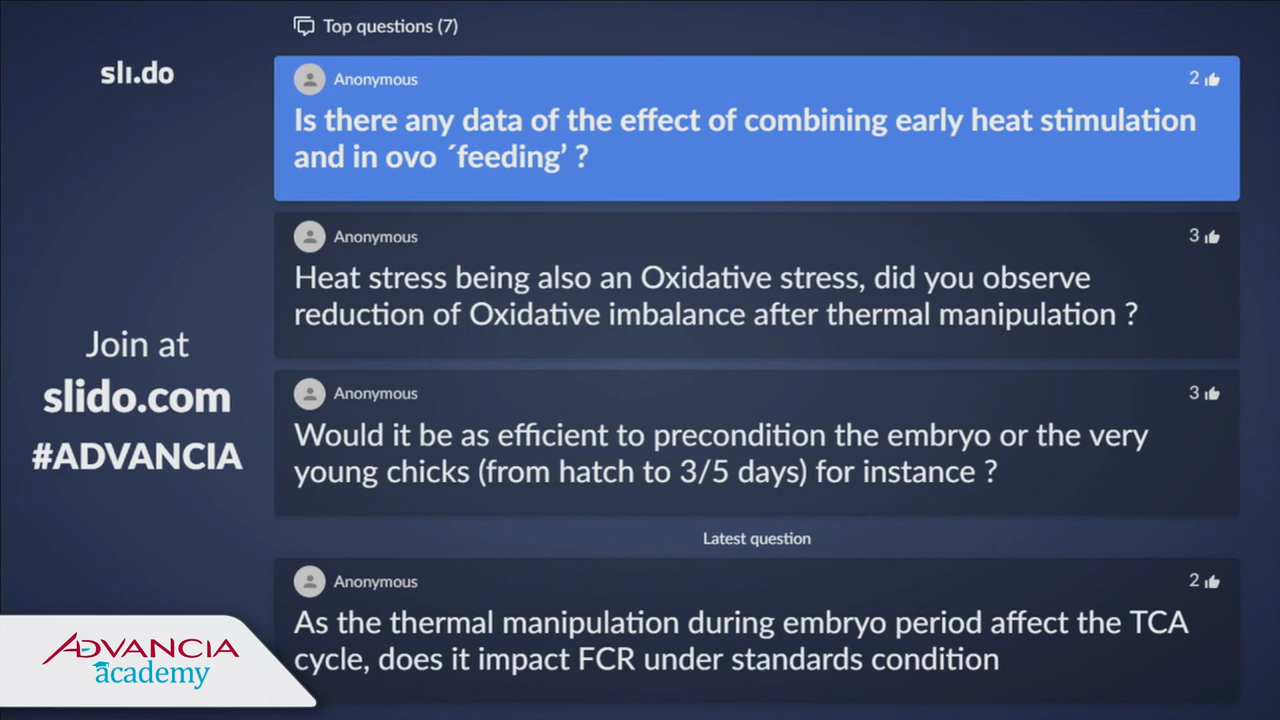 Top questions (7)
sli.do
Anonymous
2
Is there any data of the effect of combining early heat stimulation
and in ovo ´feeding’ ?
Anonymous
3
Heat stress being also an Oxidative stress, did you observe
reduction of Oxidative imbalance after thermal manipulation ?
Join at
slido.com
#ADVANCIA
Anonymous
3
Would it be as efficient to precondition the embryo or the very
young chicks (from hatch to 3/5 days) for instance ?
Latest question
Anonymous
2
As the thermal manipulation during embryo period affect the TCA
cycle, does it impact FCR under standards condition
ADVANCIA
academy